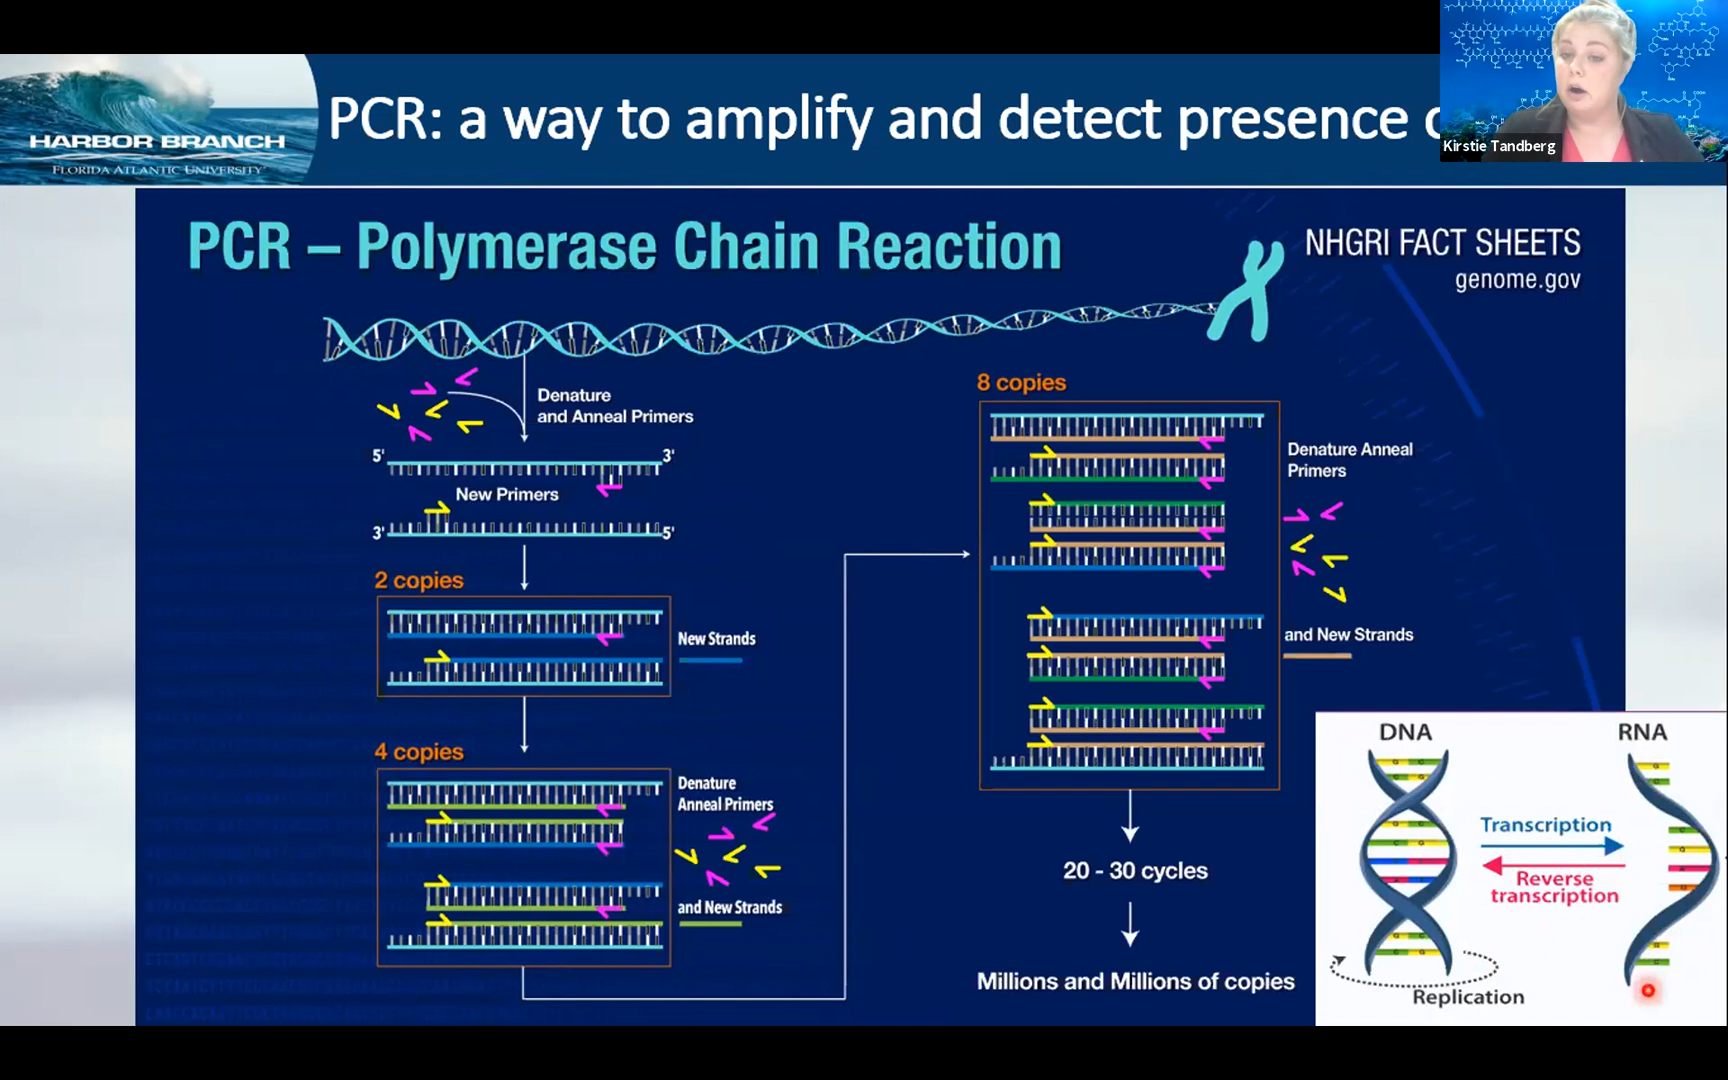 HARBOR BRANCH
FLORIDA ATLANTIC UNIVERSITY
PCR: a way to amplify and detect presence
Kirstie Tandberg
PCR – Polymerase Chain Reaction
NHGRI FACT SHEETS
genome.gov
Denature
and Anneal Primers
5'
3'
New Primers
3'
5'
2 copies
New Strands
4 copies
Denature
Anneal Primers
and New Strands
8 copies
Denature Anneal
Primers
and New Strands
20 - 30 cycles
Millions and Millions of copies
DNA
RNA
Transcription
Reverse
transcription
Replication